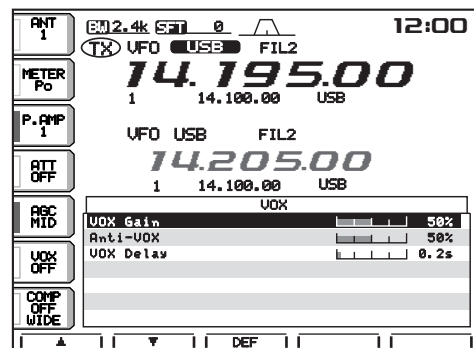 ANT
1
BW 2.4k SFT 0
12:00
TX VFO USB FIL2
METER
Po
14.195.00
1 14.100.00 USB
P.AMP
1
VFO USB FIL2
ATT
OFF
14.205.00
1 14.100.00 USB
AGC
MID
VOX
VOX Gain 50%
Anti-VOX 50%
VOX Delay 0.2s
VOX
OFF
COMP
OFF
WIDE
▲ ▼ DEF